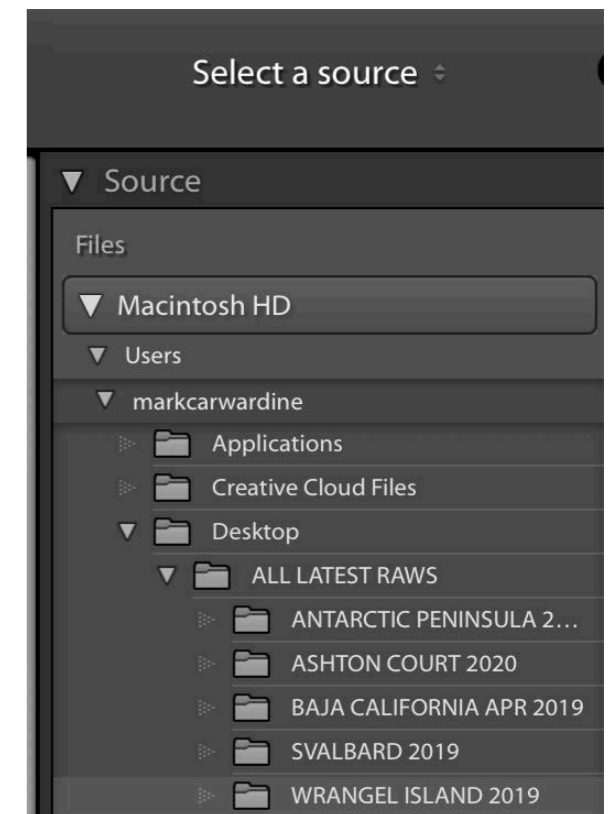 Select a source
Source
Files
Macintosh HD
Users
markcarwardine
Applications
Creative Cloud Files
Desktop
ALL LATEST RAWS
ANTARCTIC PENINSULA 2...
ASHTON COURT 2020
BAJA CALIFORNIA APR 2019
SVALBARD 2019
WRANGEL ISLAND 2019